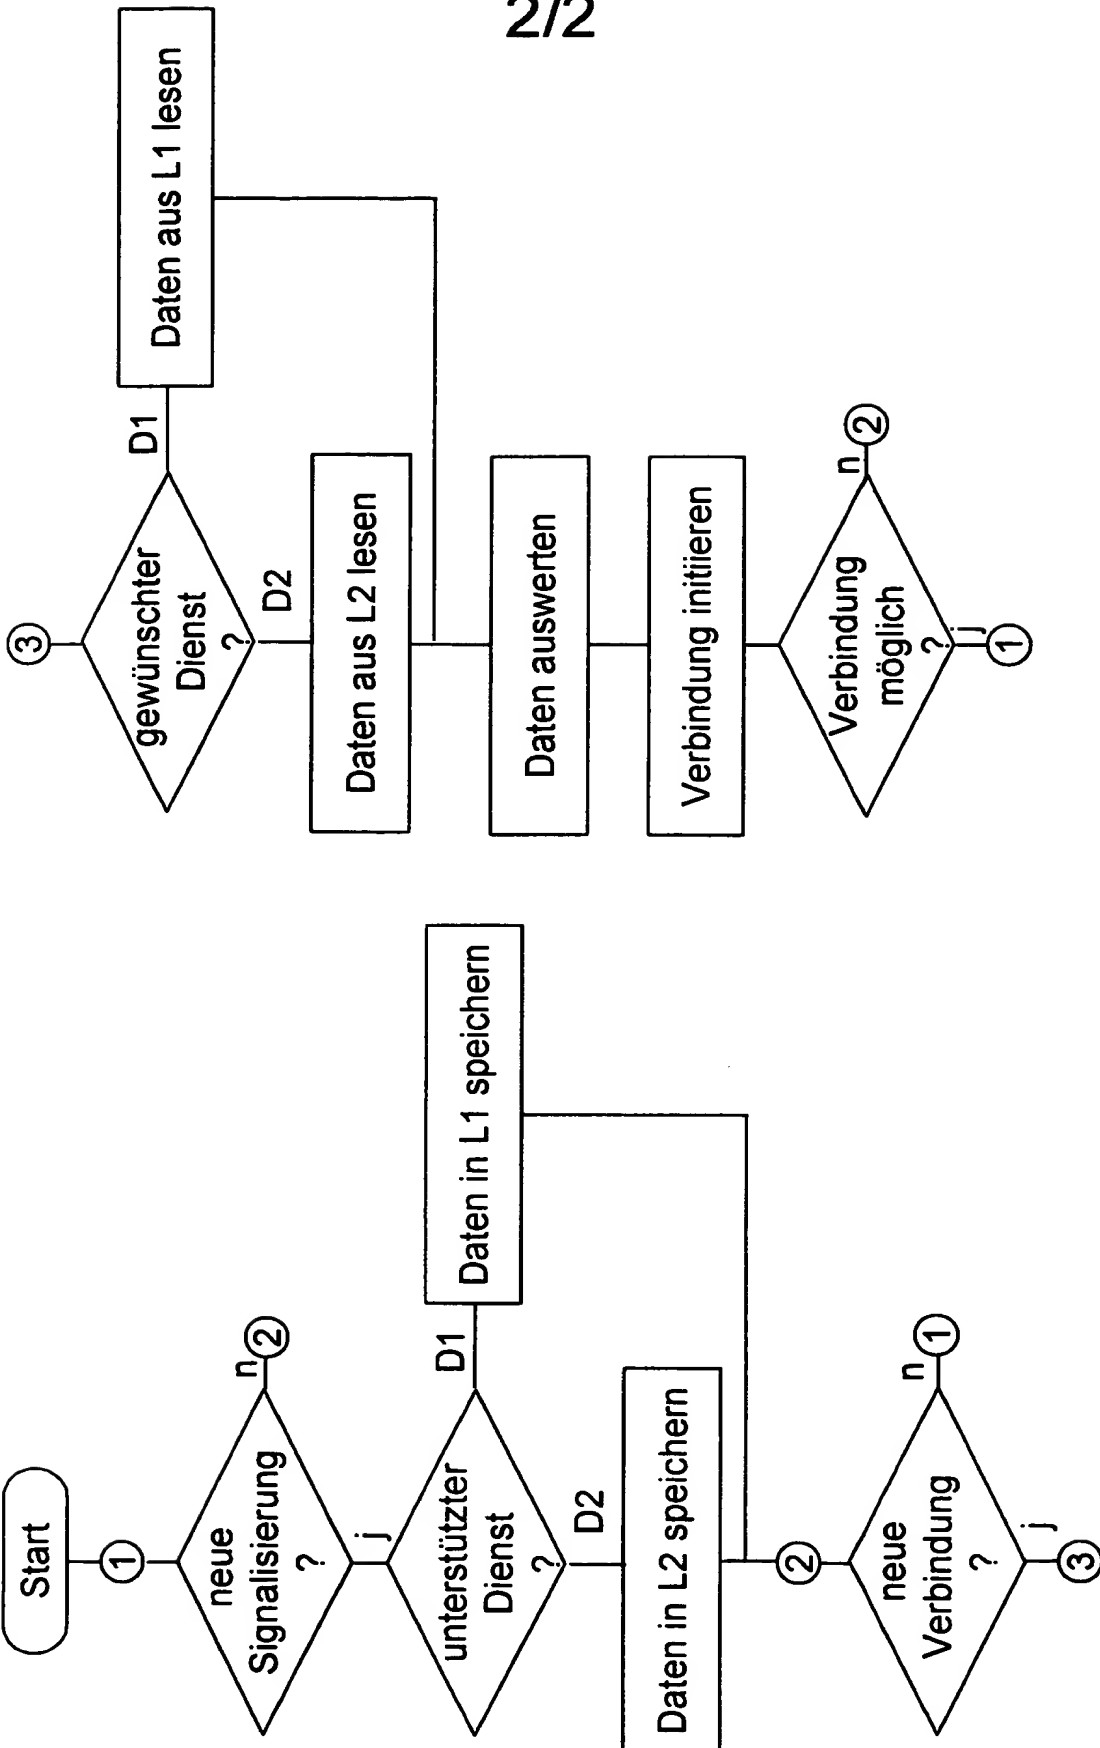 2/2
Start
1
neue
Signalisierung
?
n
2
j
unterstützter
Dienst
?
D1
Daten in L1 speichern
D2
Daten in L2 speichern
2
neue
Verbindung
?
n
1
j
3
3
gewünschter
Dienst
?
D1
Daten aus L1 lesen
D2
Daten aus L2 lesen
Daten auswerten
Verbindung initiieren
Verbindung
möglich
?
n
2
j
1